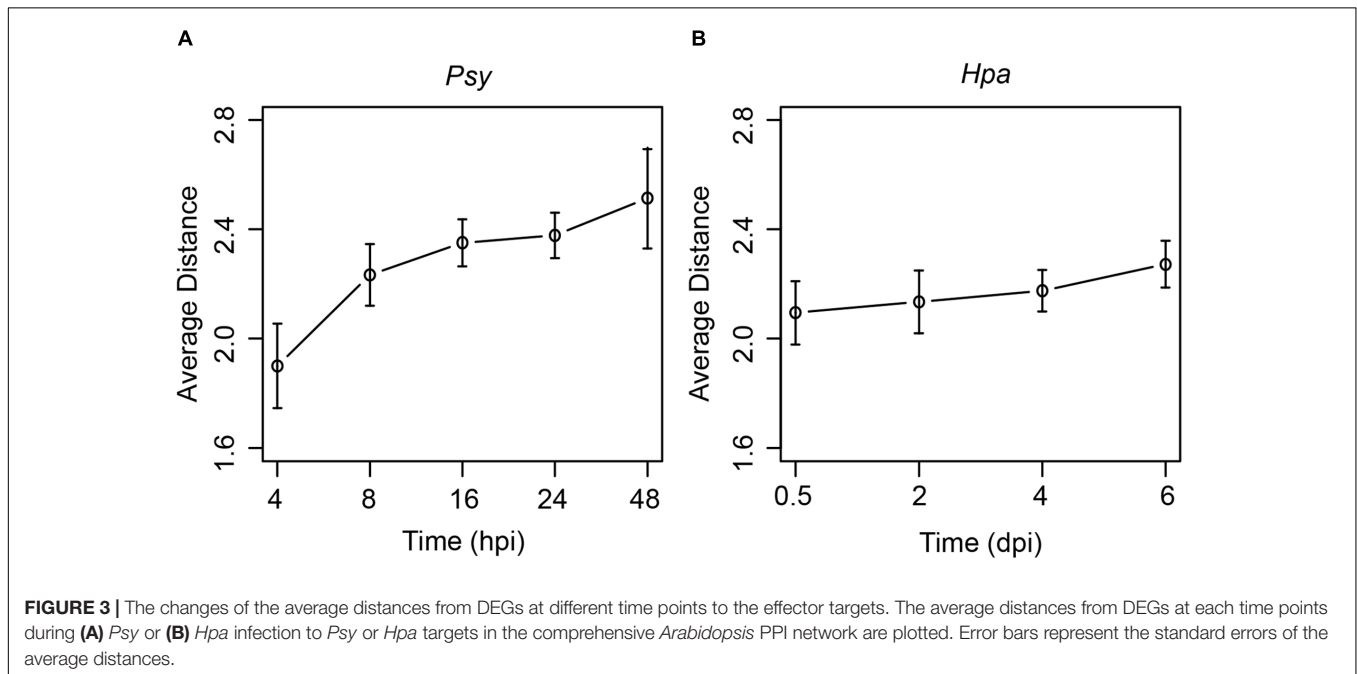 A
B
Psy
Hpa
2.8
2.4
2.0
1.6
Average Distance
4 8 16 24 48
Time (hpi)
2.8
2.4
2.0
1.6
Average Distance
0.5 2 4 6
Time (dpi)
FIGURE 3 | The changes of the average distances from DEGs at different time points to the effector targets. The average distances from DEGs at each time points
during (A) Psy or (B) Hpa infection to Psy or Hpa targets in the comprehensive Arabidopsis PPI network are plotted. Error bars represent the standard errors of the
average distances.